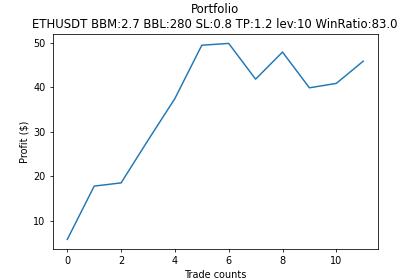 Portfolio
ETHUSDT BBM:2.7 BBL:280 SL:0.8 TP:1.2 lev:10 WinRatio:83.0
50
40
30
20
10
Profit ($)
0 2 4 6 8 10
Trade counts